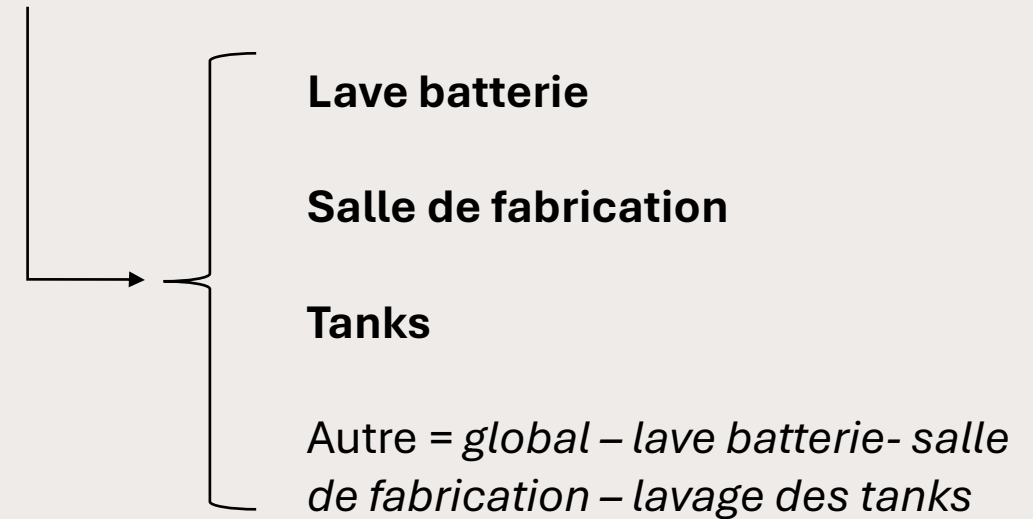 Lave batterie
Salle de fabrication
Tanks
Autre = global – lave batterie- salle
de fabrication – lavage des tanks